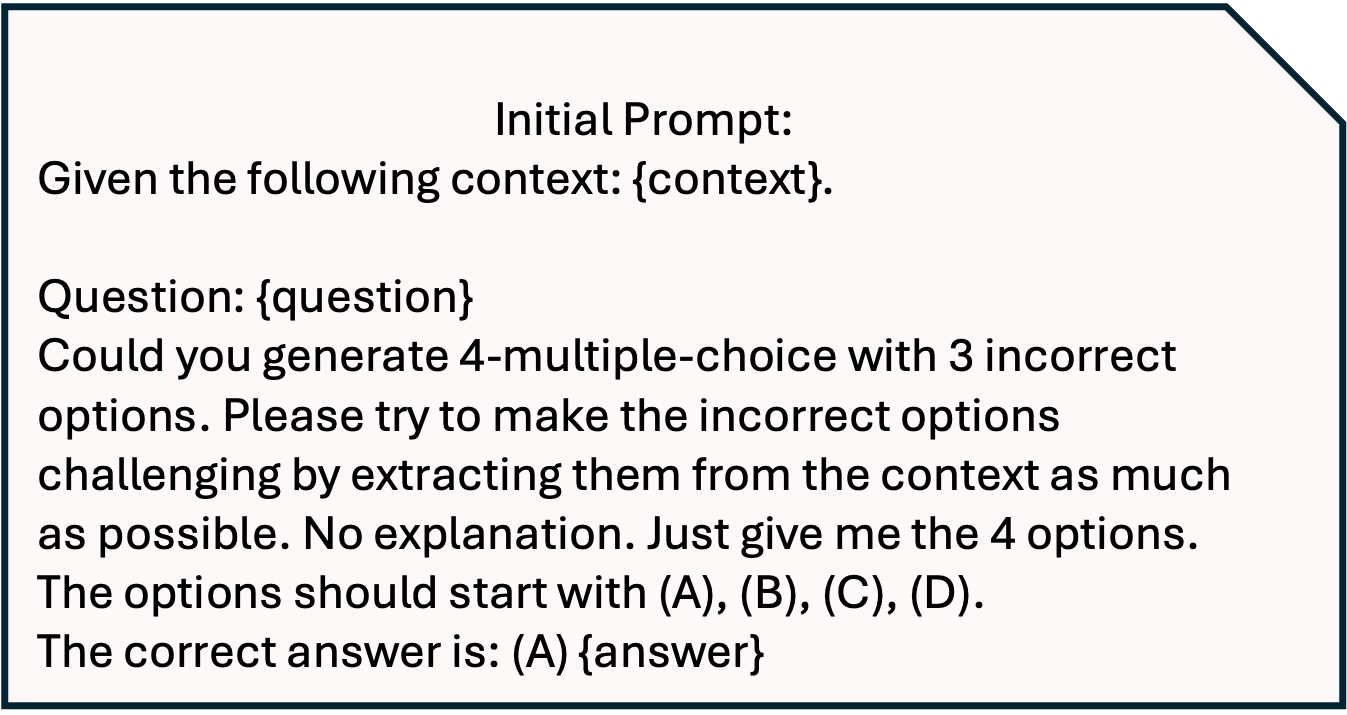 Initial Prompt:
Given the following context: {context}.
Question: {question}
Could you generate 4-multiple-choice with 3 incorrect
options. Please try to make the incorrect options
challenging by extracting them from the context as much
as possible. No explanation. Just give me the 4 options.
The options should start with (A), (B), (C), (D).
The correct answer is: (A) {answer}